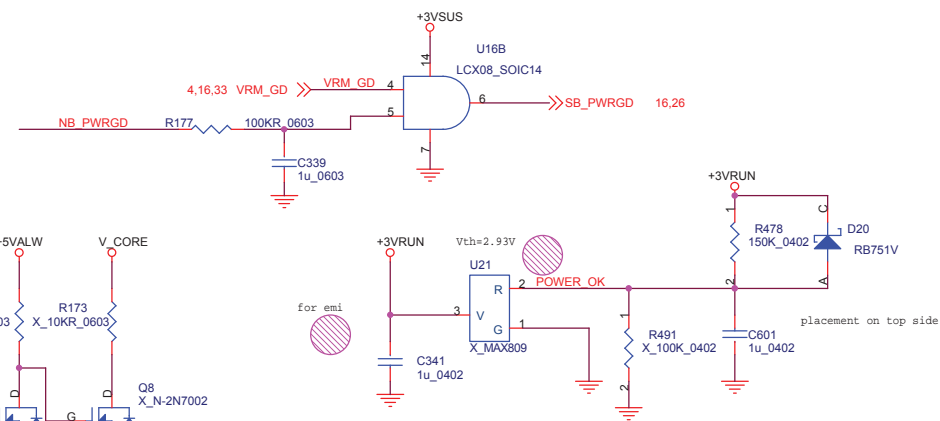 +3VSUS
14
U16B
LCX08_SOIC14
4,16,33 VRM_GD VRM_GD 4
6 SB_PWRGD 16,26
5
NB_PWRGD R177 100KR_0603
7
C339
1u_0603
+3VRUN
+5VALW V_CORE +3VRUN Vth=2.93V
1 R478 C D20
150K_0402 RB751V
U21
R 2 POWER_OK 2 A
for emi
R173
03 X_10KR_0603
3 V
1 placement on top side
G 1
R491 C601
X_MAX809 X_100K_0402 1u_0402
C341
1u_0402
2
D D Q8
X_N-2N7002
G